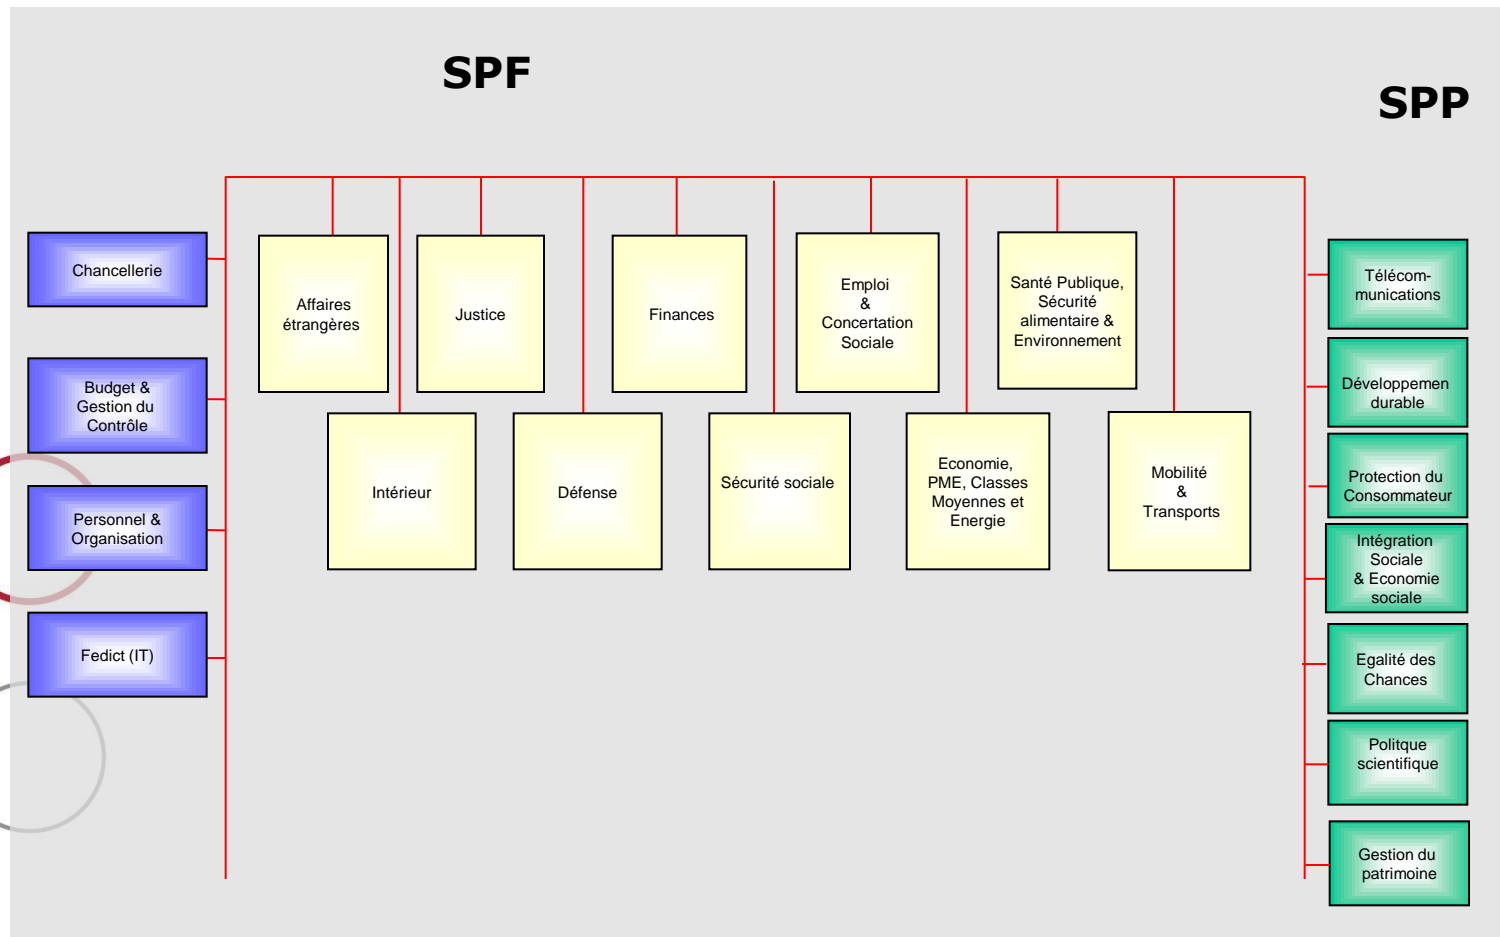 SPF
SPP
Chancellerie
Budget &
Gestion du
Contrôle
Personnel &
Organisation
Fedict (IT)
Affaires
étrangères
Justice
Finances
Emploi
&
Concertation
Sociale
Santé Publique,
Sécurité
alimentaire &
Environnement
Intérieur
Défense
Sécurité sociale
Economie,
PME, Classes
Moyennes et
Energie
Mobilité
&
Transports
Télécom-
munications
Développemen
durable
Protection du
Consommateur
Intégration
Sociale
& Economie
sociale
Egalité des
Chances
Politque
scientifique
Gestion du
patrimoine